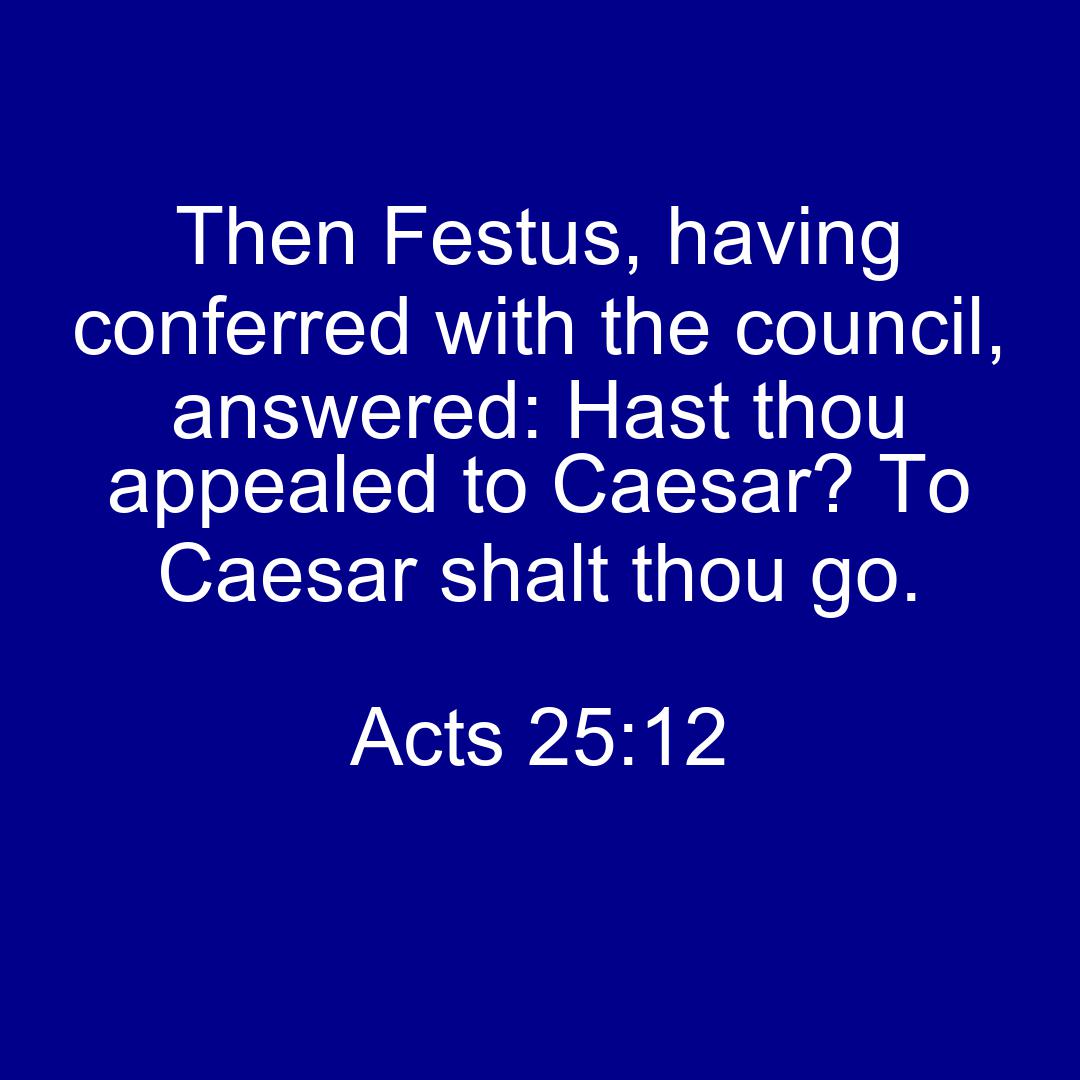 Then Festus, having
conferred with the council,
answered: Hast thou
appealed to Caesar? To
Caesar shalt thou go.
Acts 25:12